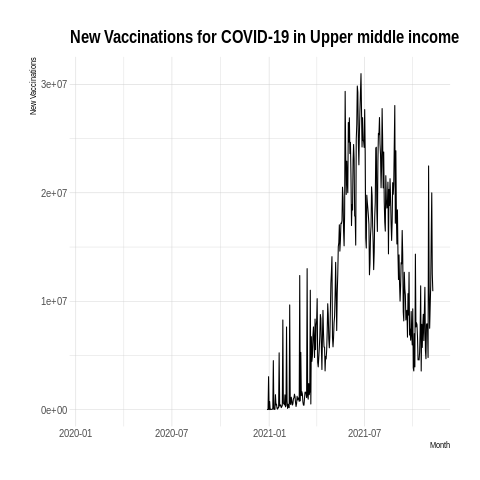 New Vaccinations for COVID-19 in Upper middle income
New Vaccinations
3e+07
2e+07
1e+07
0e+00
2020-01 2020-07 2021-01 2021-07
Month